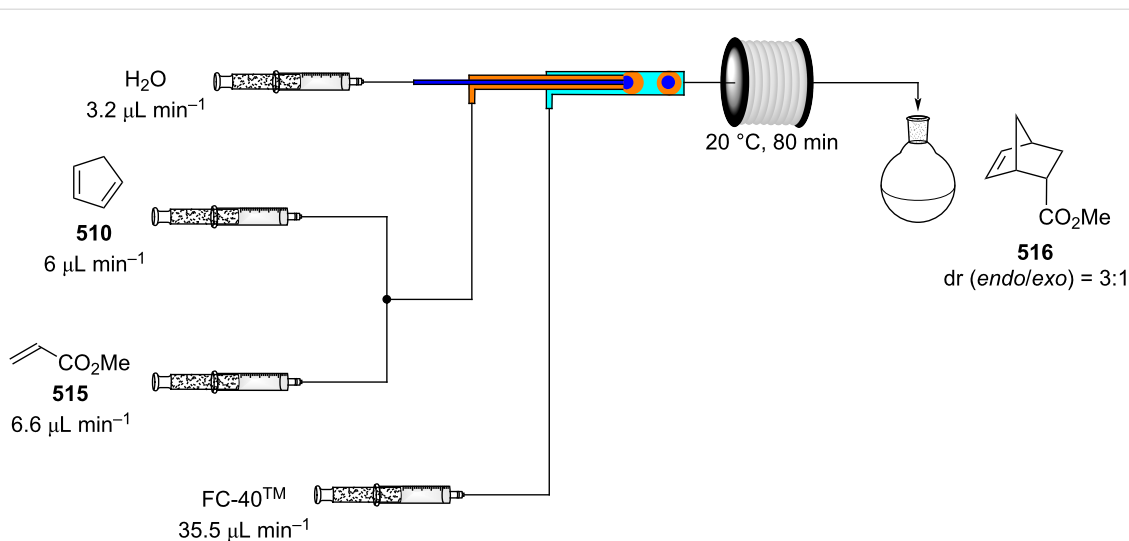 H₂O
3.2 μL min⁻¹
20 °C, 80 min
510
6 μL min⁻¹
CO₂Me
516
dr (endo/exo) = 3:1
CO₂Me
515
6.6 μL min⁻¹
FC-40™
35.5 μL min⁻¹